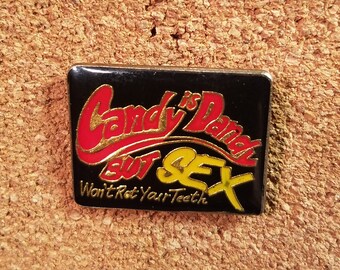 Candy is Dandy
BUT SEX
Won't Rot Your Teeth